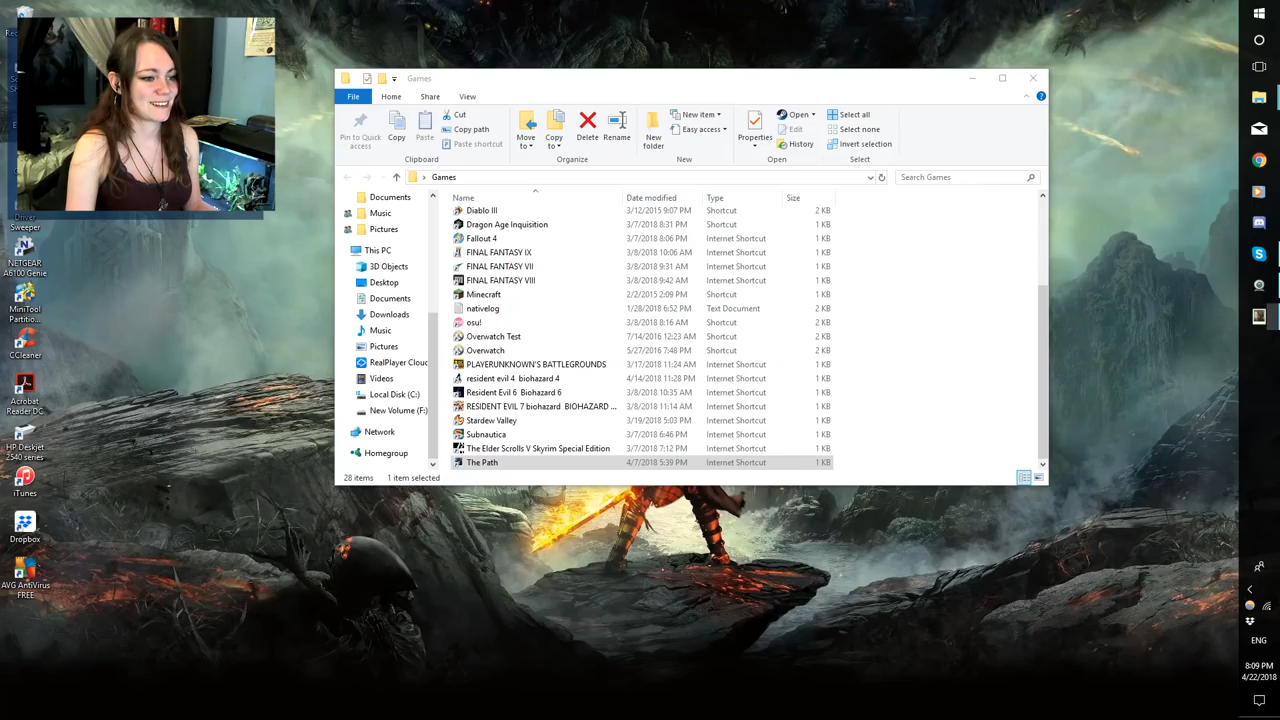 Rec
S
Driver
Sweeper
NETGEAR
A6100 Genie
MiniTool
Partitio...
CCleaner
Acrobat
Reader DC
HP Deskjet
2540 series
iTunes
Dropbox
AVG AntiVirus
FREE
Games
File Home Share View
Pin to Quick
access
Copy
Paste
Cut
Copy path
Paste shortcut
Clipboard
Move
to
Copy
to
Delete
Rename
Organize
New
folder
New item
Easy access
New
Properties
Open
Edit
History
Open
Select all
Select none
Invert selection
Select
Games
Search Games
Documents
Music
Pictures
This PC
3D Objects
Desktop
Documents
Downloads
Music
Pictures
RealPlayer Clouc
Videos
Local Disk (C:)
New Volume (F:)
Network
Homegroup
Name Date modified Type Size
Diablo III 3/12/2015 9:07 PM Shortcut 2 KB
Dragon Age Inquisition 3/7/2018 8:31 PM Internet Shortcut 1 KB
Fallout 4 3/7/2018 8:06 PM Internet Shortcut 1 KB
FINAL FANTASY IX 3/8/2018 10:06 AM Internet Shortcut 1 KB
FINAL FANTASY VII 3/8/2018 9:31 AM Internet Shortcut 1 KB
FINAL FANTASY VIII 3/8/2018 9:42 AM Internet Shortcut 1 KB
Minecraft 2/2/2015 2:09 PM Shortcut 1 KB
nativelog 1/28/2018 6:52 PM Text Document 2 KB
osu! 3/8/2018 8:16 AM Shortcut 2 KB
Overwatch Test 7/14/2016 12:23 AM Shortcut 2 KB
Overwatch 5/27/2016 7:48 PM Shortcut 2 KB
PLAYERUNKNOWN'S BATTLEGROUNDS 3/17/2018 11:24 AM Internet Shortcut 1 KB
resident evil 4 biohazard 4 4/14/2018 11:28 PM Internet Shortcut 1 KB
Resident Evil 6 Biohazard 6 3/8/2018 10:35 AM Internet Shortcut 1 KB
RESIDENT EVIL 7 biohazard BIOHAZARD ... 3/8/2018 11:14 AM Internet Shortcut 1 KB
Stardew Valley 3/19/2018 5:03 PM Internet Shortcut 1 KB
Subnautica 3/7/2018 6:46 PM Internet Shortcut 1 KB
The Elder Scrolls V Skyrim Special Edition 3/7/2018 7:12 PM Internet Shortcut 1 KB
The Path 4/7/2018 5:39 PM Internet Shortcut 1 KB
28 items 1 item selected
ENG
8:09 PM
4/22/2018